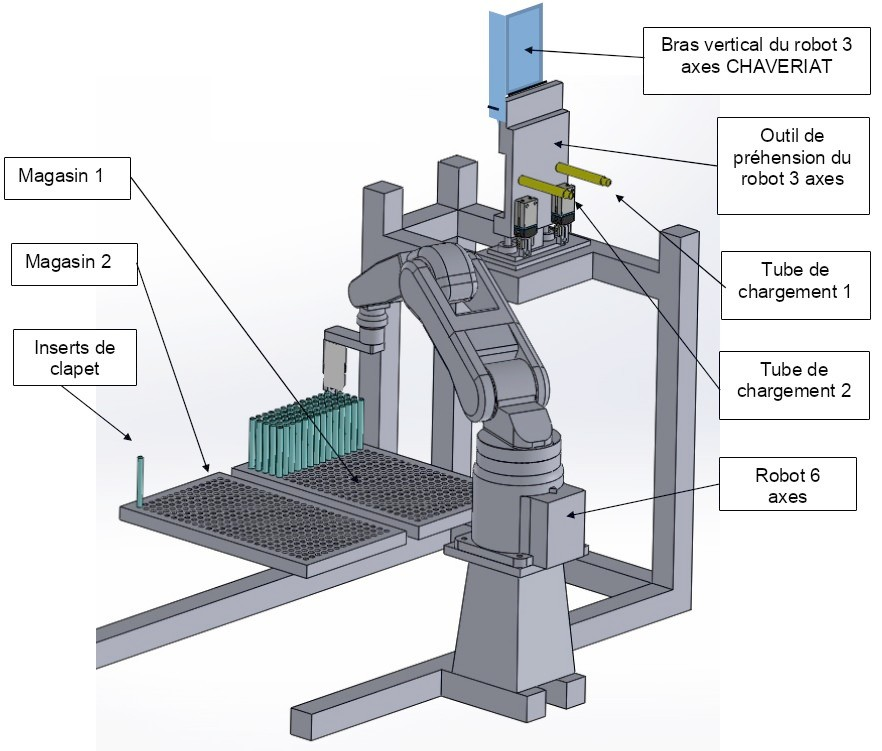 Bras vertical du robot 3
axes CHAVERIAT
Outil de
préhension du
robot 3 axes
Magasin 1
Magasin 2
Tube de
chargement 1
Inserts de
clapet
Tube de
chargement 2
Robot 6
axes